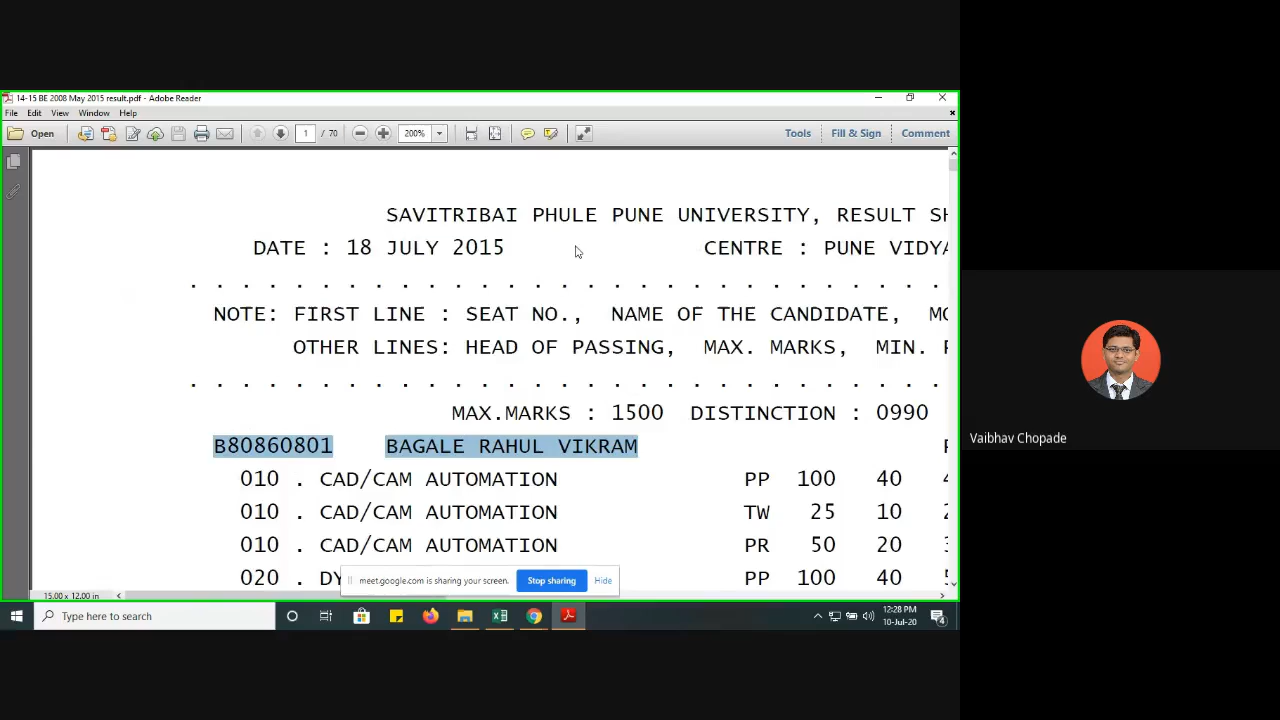 14-15 BE 2008 May 2015 result.pdf - Adobe Reader
File Edit View Window Help
Open 1 / 70 200% Tools Fill & Sign Comment
SAVITRIBAI PHULE PUNE UNIVERSITY, RESULT SH
DATE : 18 JULY 2015 CENTRE : PUNE VIDYA
. . . . . . . . . . . . . . . . . . . . . . . . . . . . .
NOTE: FIRST LINE : SEAT NO., NAME OF THE CANDIDATE, MO
OTHER LINES: HEAD OF PASSING, MAX. MARKS, MIN. P
. . . . . . . . . . . . . . . . . . . . . . . . . . . . .
MAX.MARKS : 1500 DISTINCTION : 0990
B80860801 BAGALE RAHUL VIKRAM
010 . CAD/CAM AUTOMATION PP 100 40
010 . CAD/CAM AUTOMATION TW 25 10
010 . CAD/CAM AUTOMATION PR 50 20
020 . DY PP 100 40
meet.google.com is sharing your screen. Stop sharing Hide
15.00 x 12.00 in
Type here to search
12:28 PM
10-Jul-20
4
Vaibhav Chopade